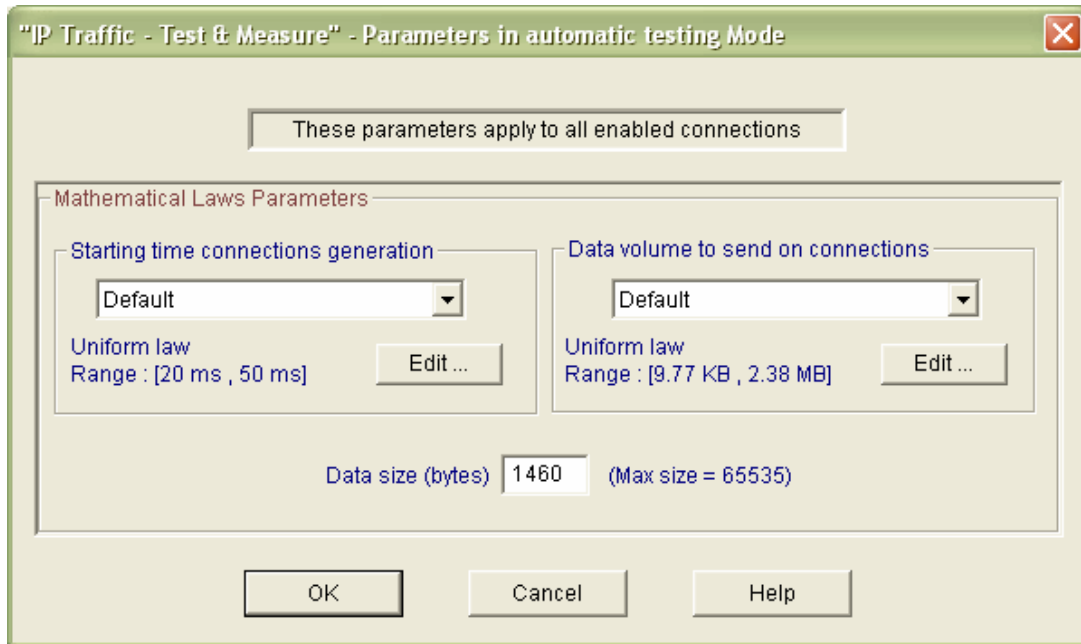 "IP Traffic - Test & Measure" - Parameters in automatic testing Mode
These parameters apply to all enabled connections
Mathematical Laws Parameters
Starting time connections generation
Default
Uniform law
Range : [20 ms , 50 ms]
Edit ...
Data volume to send on connections
Default
Uniform law
Range : [9.77 KB , 2.38 MB]
Edit ...
Data size (bytes) 1460 (Max size = 65535)
OK Cancel Help